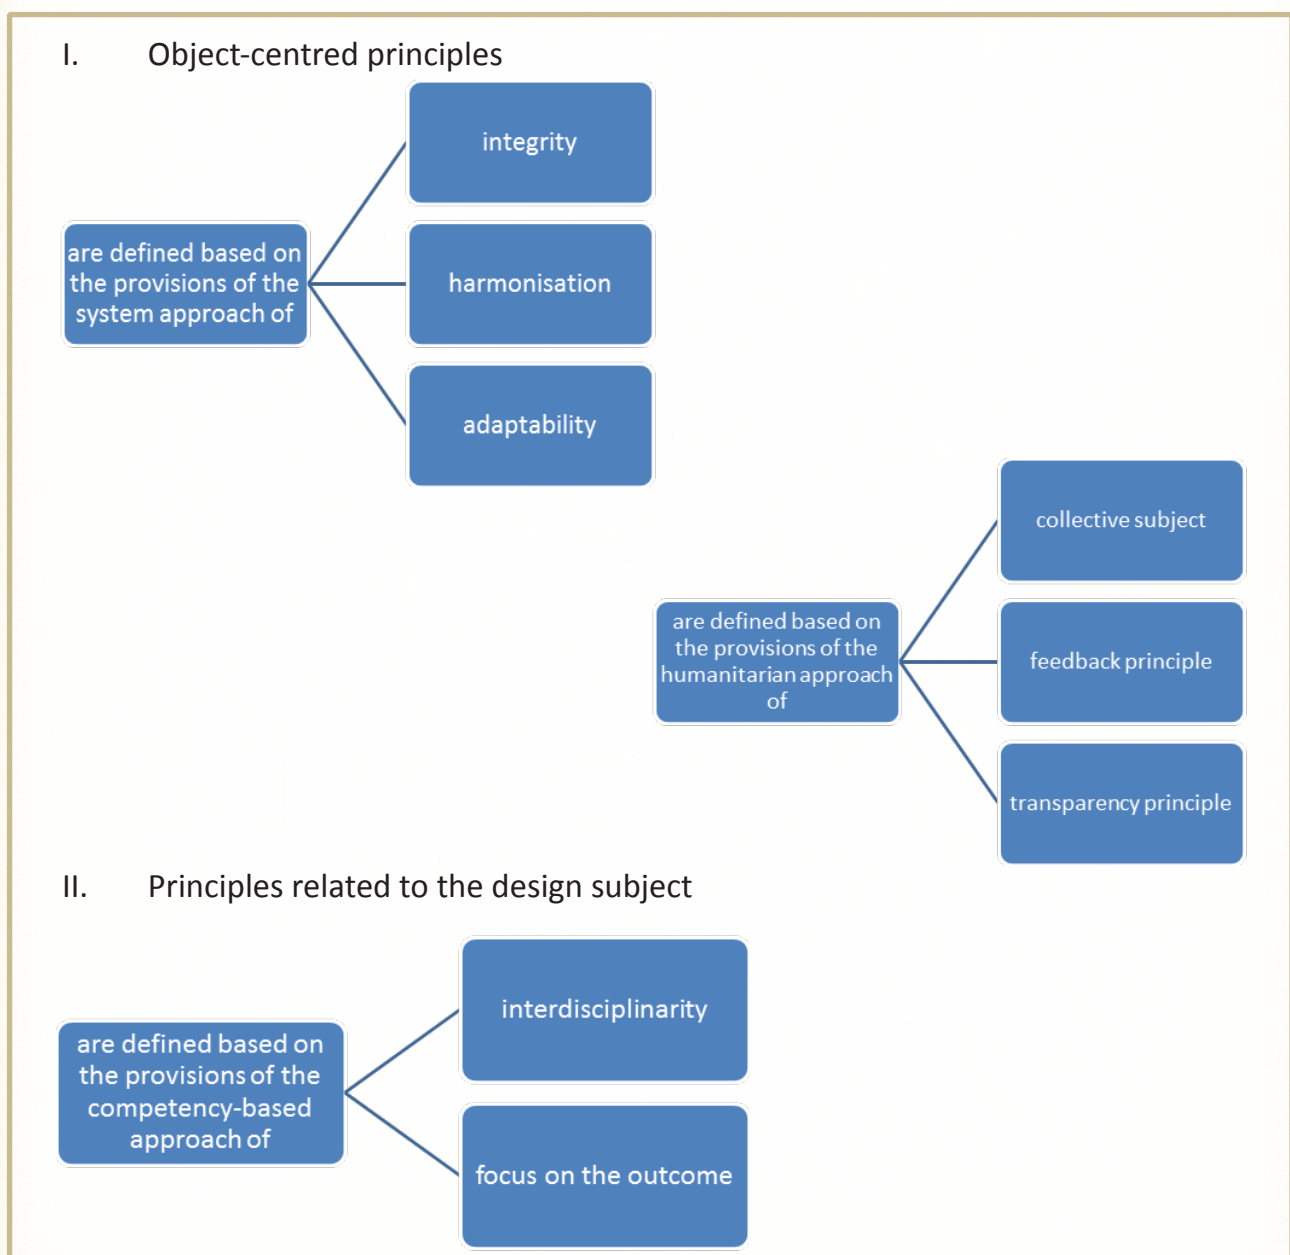 I. Object-centred principles
integrity
are defined based on
the provisions of the
system approach of
harmonisation
adaptability
collective subject
are defined based on
the provisions of the
humanitarian approach
of
feedback principle
transparency principle
II. Principles related to the design subject
interdisciplinarity
are defined based on
the provisions of the
competency-based
approach of
focus on the outcome